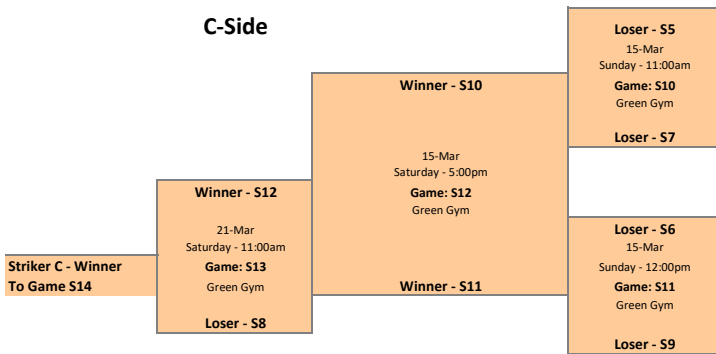 C-Side
Loser - S5
15-Mar
Sunday - 11:00am
Game: S10
Green Gym
Loser - S7
Winner - S10
15-Mar
Saturday - 5:00pm
Game: S12
Green Gym
Winner - S11
Winner - S12
21-Mar
Saturday - 11:00am
Game: S13
Green Gym
Loser - S8
Striker C - Winner
To Game S14
Loser - S6
15-Mar
Sunday - 12:00pm
Game: S11
Green Gym
Loser - S9